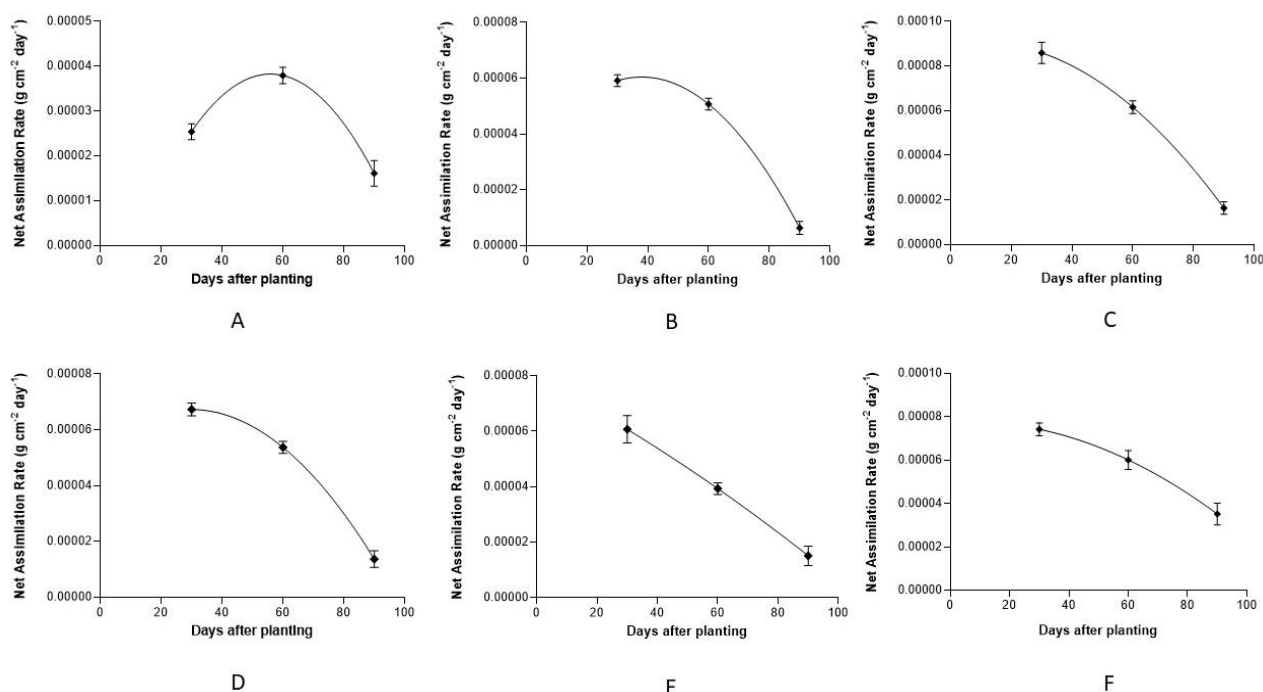 Net Assimilation Rate (g cm⁻² day⁻¹)
0.00005
0.00004
0.00003
0.00002
0.00001
0.00000
0 20 40 60 80 100
Days after planting
A
Net Assimilation Rate (g cm⁻² day⁻¹)
0.00008
0.00006
0.00004
0.00002
0.00000
0 20 40 60 80 100
Days after planting
B
Net Assimilation Rate (g cm⁻² day⁻¹)
0.00010
0.00008
0.00006
0.00004
0.00002
0.00000
0 20 40 60 80 100
Days after planting
C
Net Assimilation Rate (g cm⁻² day⁻¹)
0.00008
0.00006
0.00004
0.00002
0.00000
0 20 40 60 80 100
Days after planting
D
Net Assimilation Rate (g cm⁻² day⁻¹)
0.00008
0.00006
0.00004
0.00002
0.00000
0 20 40 60 80 100
Days after planting
E
Net Assimilation Rate (g cm⁻² day⁻¹)
0.00010
0.00008
0.00006
0.00004
0.00002
0.00000
0 20 40 60 80 100
Days after planting
F